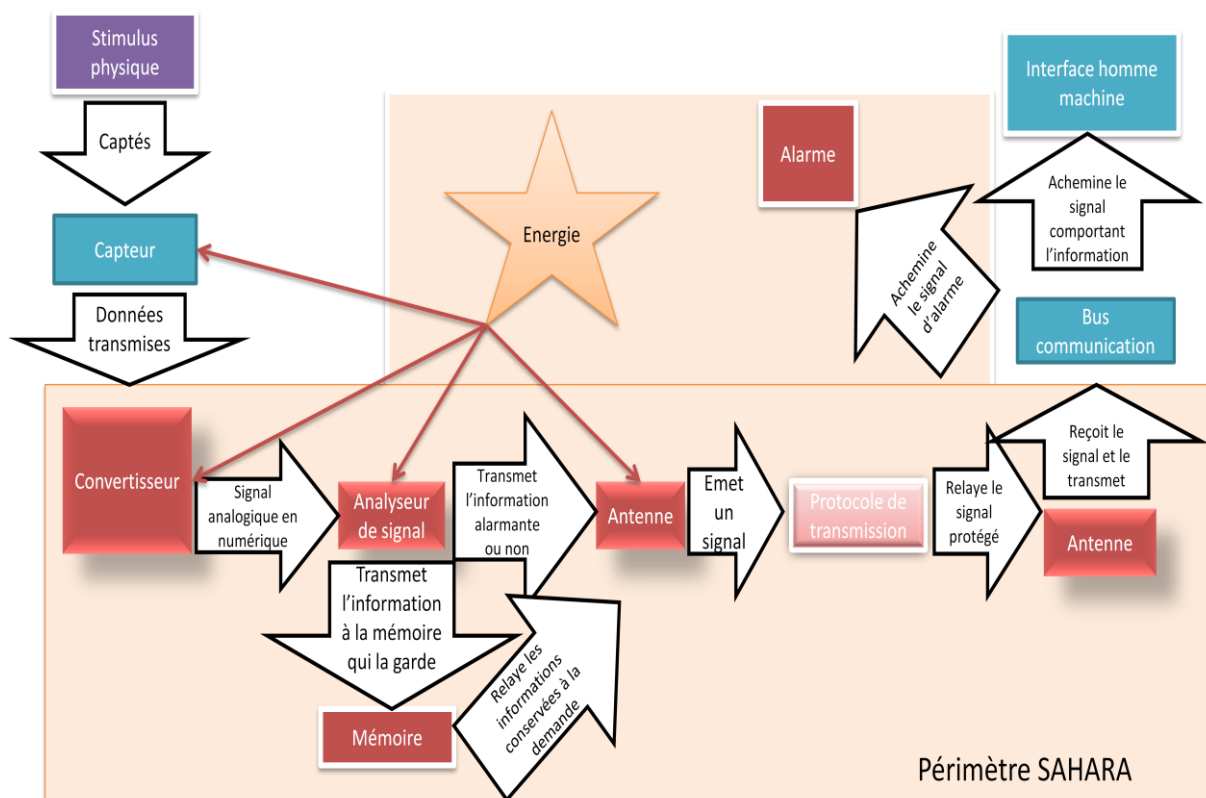 Stimulus
physique
Captés
Capteur
Données
transmises
Energie
Alarme
Interface homme
machine
Achemine le
signal
comportant
l'information
Achemine
le signal
d'alarme
Bus
communication
Reçoit le
signal et le
transmet
Convertisseur
Signal
analogique en
numérique
Analyseur
de signal
Transmet
l'information
alarmante
ou non
Antenne
Emet
un
signal
Protocole de
transmission
Relaye le
signal
protégé
Antenne
Transmet
l'information
à la mémoire
qui la garde
Relaye les
informations
conservées à la
demande
Mémoire
Périmètre SAHARA